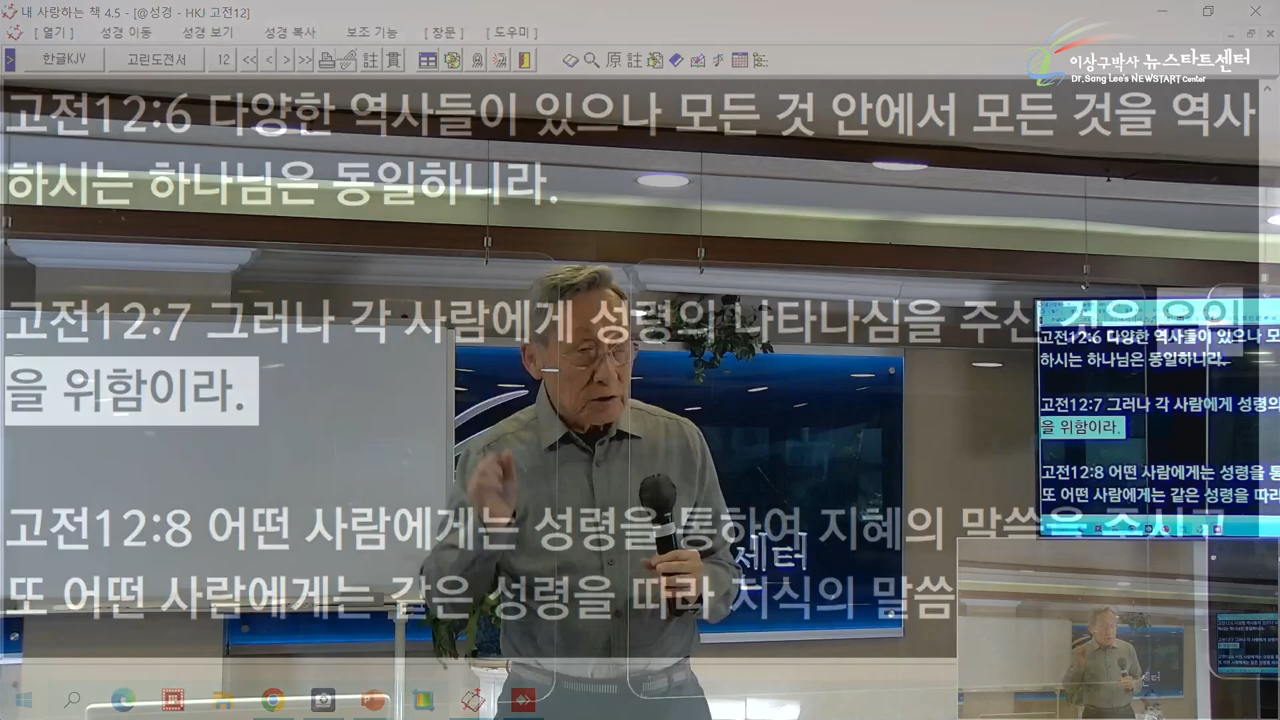 내 사랑하는 책 4.5 - [@성경 - HKJ 고전12]
[ 열기 ] 성경 이동 성경 보기 성경 복사 보조 기능 [ 창문 ] [ 도우미 ]
한글KJV 고린도전서 12 << < > >> 註 貫 原 註
이상구박사 뉴스타트센터
Dr. Sang Lee's NEWSTART Center
고전12:6 다양한 역사들이 있으나 모든 것 안에서 모든 것을 역사
하시는 하나님은 동일하니라.
고전12:7 그러나 각 사람에게 성령의 나타나심을 주신 것은 유익
을 위함이라.
고전12:8 어떤 사람에게는 성령을 통하여 지혜의 말씀을 주시고
또 어떤 사람에게는 같은 성령을 따라 지식의 말씀
고전12:6 다양한 역사들이 있으나 모
하시는 하나님은 동일하니라.
고전12:7 그러나 각 사람에게 성령의
을 위함이라.
고전12:8 어떤 사람에게는 성령을 통
또 어떤 사람에게는 같은 성령을 따라
센터